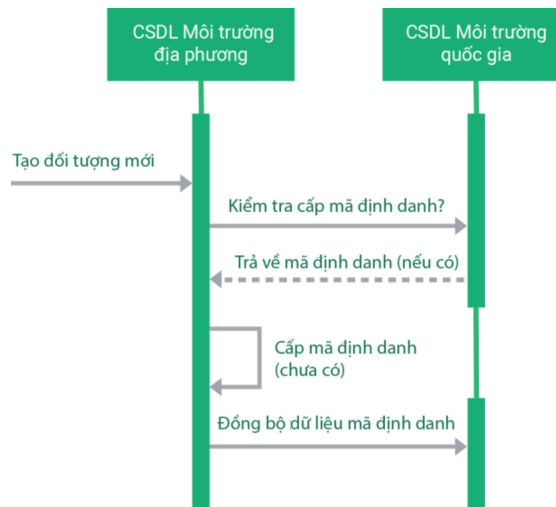 CSDL Môi trường
địa phương
CSDL Môi trường
quốc gia
Tạo đối tượng mới
Kiểm tra cấp mã định danh?
Trả về mã định danh (nếu có)
Cấp mã định danh
(chưa có)
Đồng bộ dữ liệu mã định danh